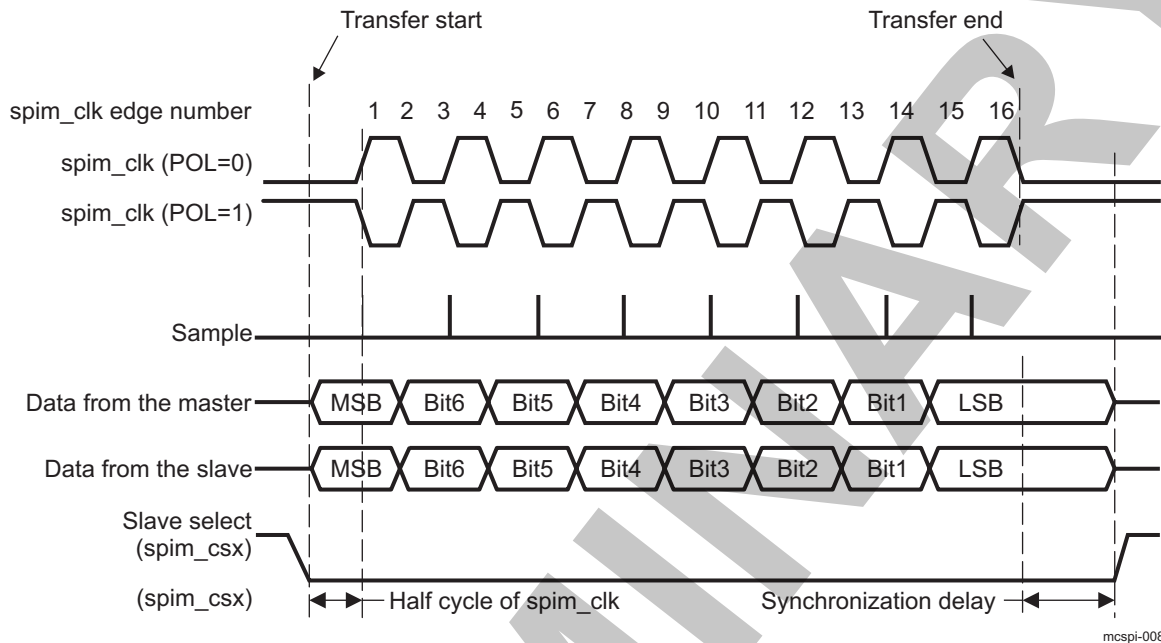 Transfer start Transfer end
spim_clk edge number 1 2 3 4 5 6 7 8 9 10 11 12 13 14 15 16
spim_clk (POL=0)
spim_clk (POL=1)
Sample
Data from the master MSB Bit6 Bit5 Bit4 Bit3 Bit2 Bit1 LSB
Data from the slave MSB Bit6 Bit5 Bit4 Bit3 Bit2 Bit1 LSB
Slave select
(spim_csx)
(spim_csx) Half cycle of spim_clk Synchronization delay
mcspi-008
MINARY